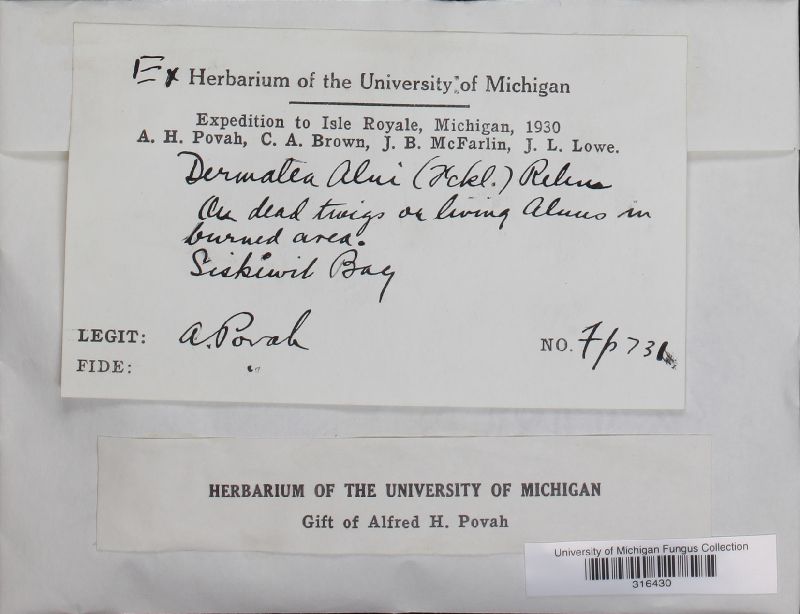 Ex Herbarium of the University of Michigan
Expedition to Isle Royale, Michigan, 1930
A. H. Povah, C. A. Brown, J. B. McFarlin, J. L. Lowe.
Dermatea Alni (Fckl.) Rehm
On dead twigs on living Alnus in
burned area.
Siskiwit Bay
LEGIT: A. Povah
NO. Fp 731
FIDE: "
HERBARIUM OF THE UNIVERSITY OF MICHIGAN
Gift of Alfred H. Povah
University of Michigan Fungus Collection
316430